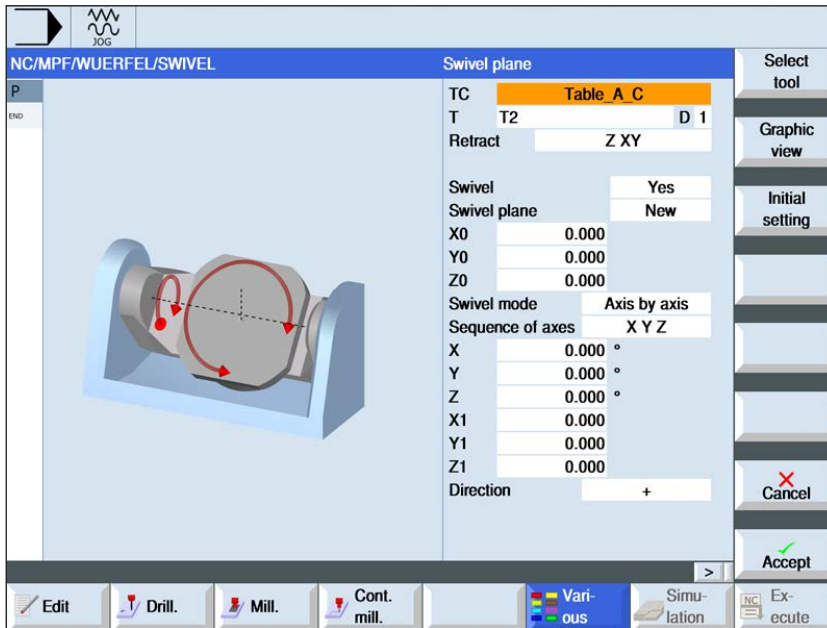 JOG
NC/MPF/WUERFEL/SWIVEL
Swivel plane
P
END
TC Table_A_C
T T2 D 1
Retract Z XY
Swivel Yes
Swivel plane New
X0 0.000
Y0 0.000
Z0 0.000
Swivel mode Axis by axis
Sequence of axes X Y Z
X 0.000 °
Y 0.000 °
Z 0.000 °
X1 0.000
Y1 0.000
Z1 0.000
Direction +
Select
tool
Graphic
view
Initial
setting
Cancel
Accept
>
Edit
Drill.
Mill.
Cont.
mill.
Vari-
ous
Simu-
lation
NC
Ex-
ecute